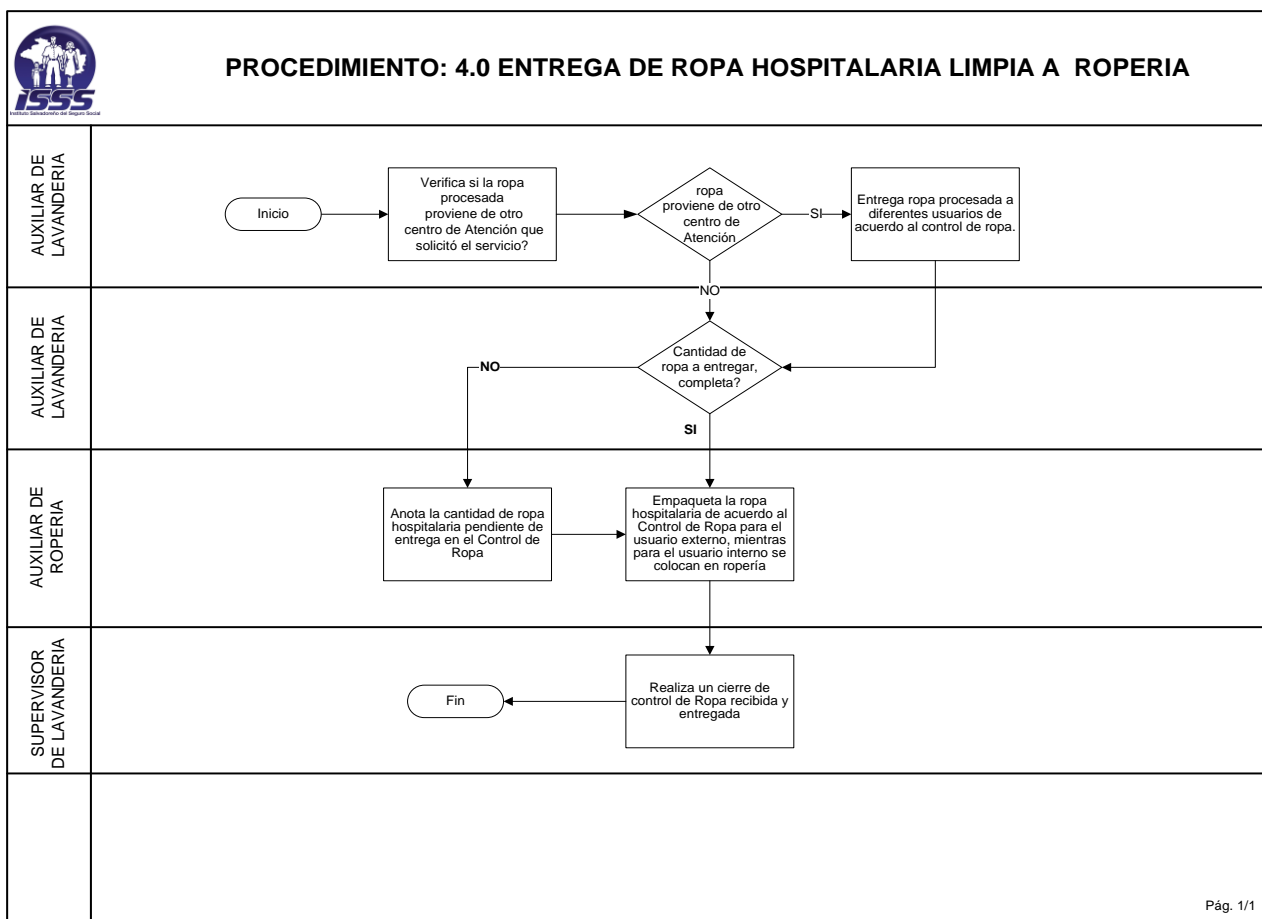 ISSS
Instituto Salvadoreño del Seguro Social
PROCEDIMIENTO: 4.0 ENTREGA DE ROPA HOSPITALARIA LIMPIA A ROPERIA
AUXILIAR DE
LAVANDERIA
Inicio
Verifica si la ropa
procesada
proviene de otro
centro de Atención que
solicitó el servicio?
ropa
proviene de otro
centro de
Atención
SI
Entrega ropa procesada a
diferentes usuarios de
acuerdo al control de ropa.
NO
AUXILIAR DE
LAVANDERIA
Cantidad de
ropa a entregar,
completa?
NO
SI
AUXILIAR DE
ROPERIA
Anota la cantidad de ropa
hospitalaria pendiente de
entrega en el Control de
Ropa
Empaqueta la ropa
hospitalaria de acuerdo al
Control de Ropa para el
usuario externo, mientras
para el usuario interno se
colocan en ropería
SUPERVISOR
DE LAVANDERIA
Fin
Realiza un cierre de
control de Ropa recibida y
entregada
Pág. 1/1